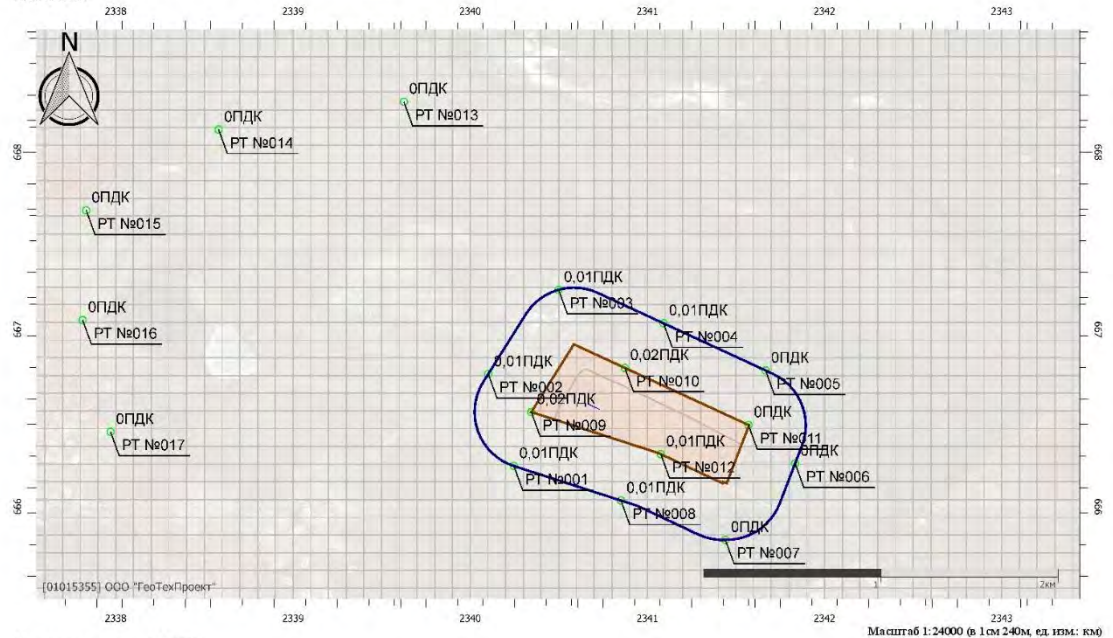 2338 2339 2340 2341 2342 2343
N
0ПДК
РТ №013
0ПДК
РТ №014
668 668
0ПДК
РТ №015
0,01ПДК
РТ №003
0ПДК
РТ №016
0,01ПДК
РТ №004
667 667
0,01ПДК
РТ №002
0,02ПДК
РТ №010
0ПДК
РТ №005
0,02ПДК
РТ №009
0ПДК
РТ №017
0ПДК
РТ №011
0,01ПДК
РТ №012
0,01ПДК
РТ №001
0ПДК
РТ №006
0,01ПДК
РТ №008
666 666
0ПДК
РТ №007
[01015355] ООО "ГеоТехПроект"
1 2км
2338 2339 2340 2341 2342 2343
Масштаб 1:24000 (в 1см 240м, ед. изм.: км)